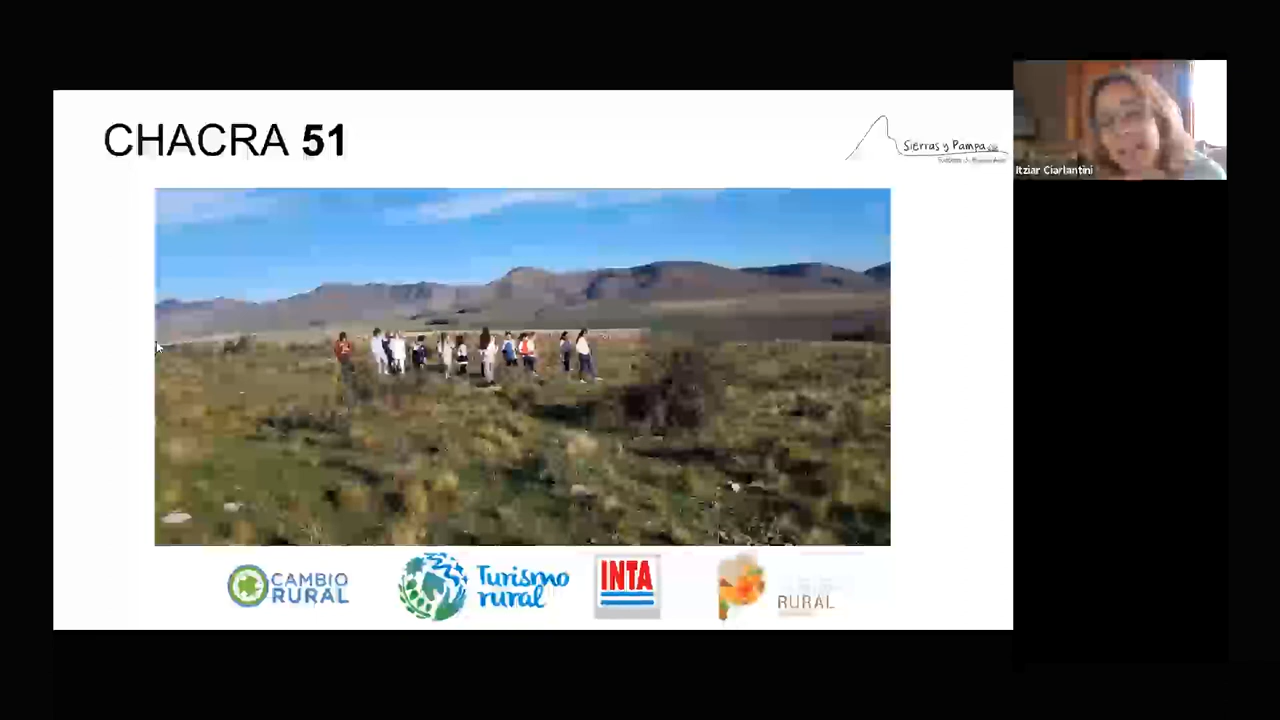 CHACRA 51
Sierras y Pampa
Itziar Ciarlantini
CAMBIO
RURAL
Turismo
rural
INTA
RURAL